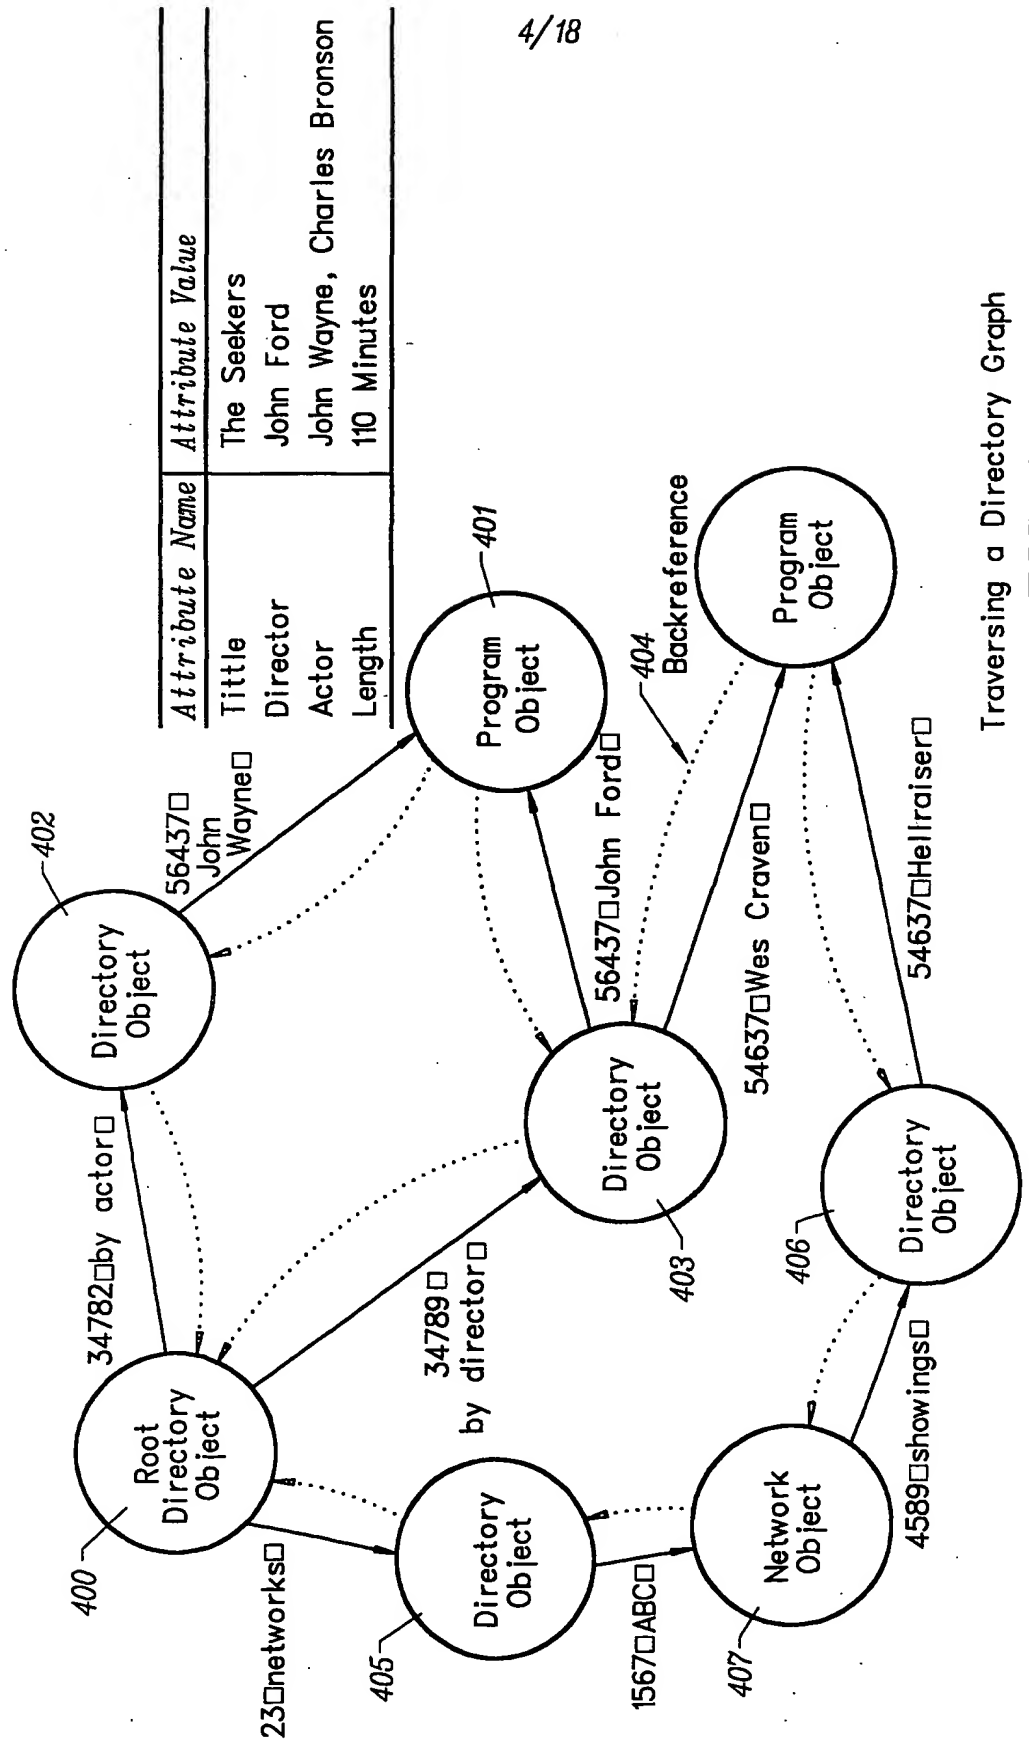 4/18
Attribute Name Attribute Value
Tittle The Seekers
Director John Ford
Actor John Wayne, Charles Bronson
Length 110 Minutes
402
Directory
Object
56437□
John
Wayne□
34782□by actor□
400
Root
Directory
Object
401
Program
Object
34789□
by director□
403
Directory
Object
56437□John Ford□
404
Backreference
54637□Wes Craven□
Program
Object
23□networks□
405
Directory
Object
1567□ABC□
407
Network
Object
4589□showings□
406
Directory
Object
54637□Hellraiser□
Traversing a Directory Graph